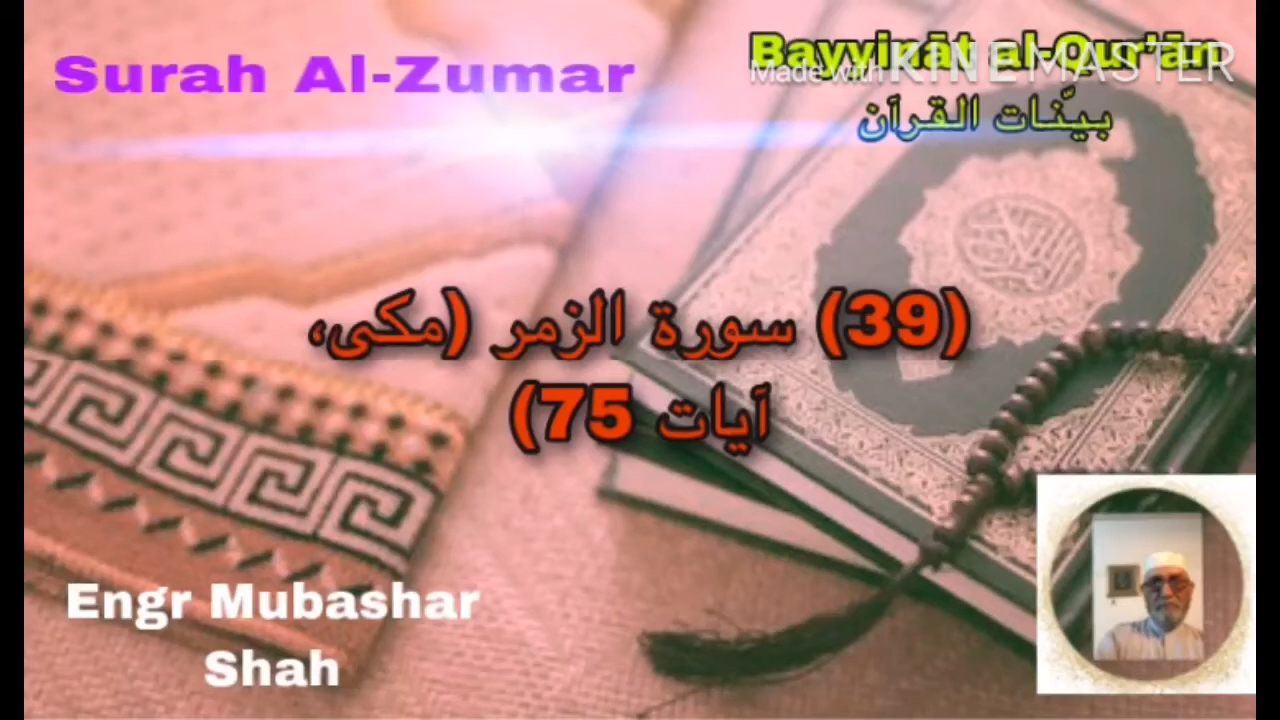 Surah Al-Zumar
Bayyināt al-Qur’ān
Made with KINEMASTER
بیّنات القرآن
(39) سورة الزمر (مکی،
آیات 75)
Engr Mubashar
Shah